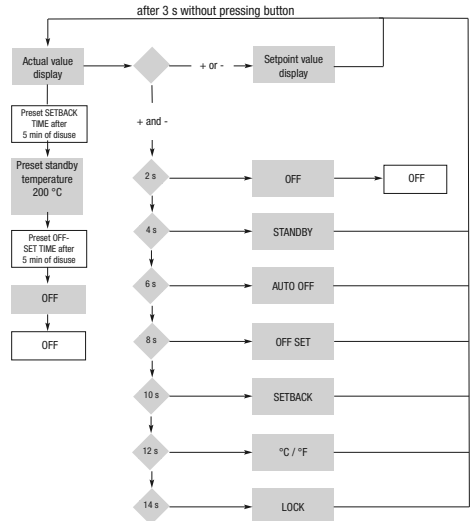 after 3 s without pressing button
Actual value
display
+ or -
Setpoint value
display
Preset SETBACK
TIME after
5 min of disuse
+ and -
Preset standby
temperature
200 °C
2 s
OFF
OFF
4 s
STANDBY
Preset OFF-
SET TIME after
5 min of disuse
6 s
AUTO OFF
OFF
8 s
OFF SET
OFF
10 s
SETBACK
12 s
°C / °F
14 s
LOCK